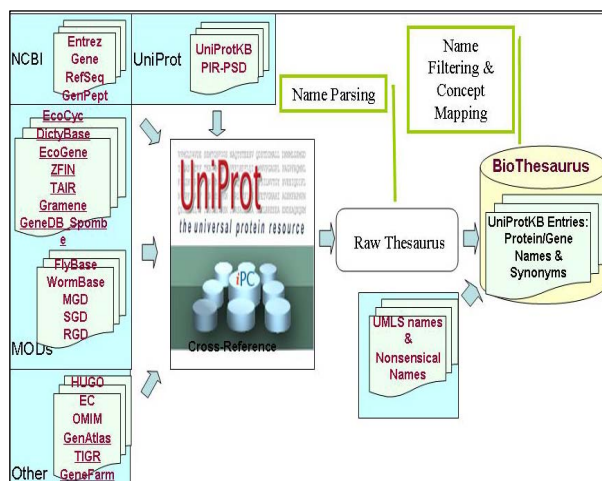 NCBI
Entrez
Gene
RefSeq
GenPept
UniProt
UniProtKB
PIR-PSD
Name Parsing
Name
Filtering &
Concept
Mapping
EcoCyc
DictyBase
EcoGene
ZFIN
TAIR
Gramene
GeneDB_Spomb
e
FlyBase
WormBase
MGD
SGD
RGD
MODs
HUGO
EC
OMIM
GenAtlas
TIGR
GeneFarm
Other
UniProt
the universal protein resource
iPC
Cross-Reference
Raw Thesaurus
BioThesaurus
UniProtKB Entries:
Protein/Gene
Names &
Synonyms
UMLS names
&
Nonsensical
Names